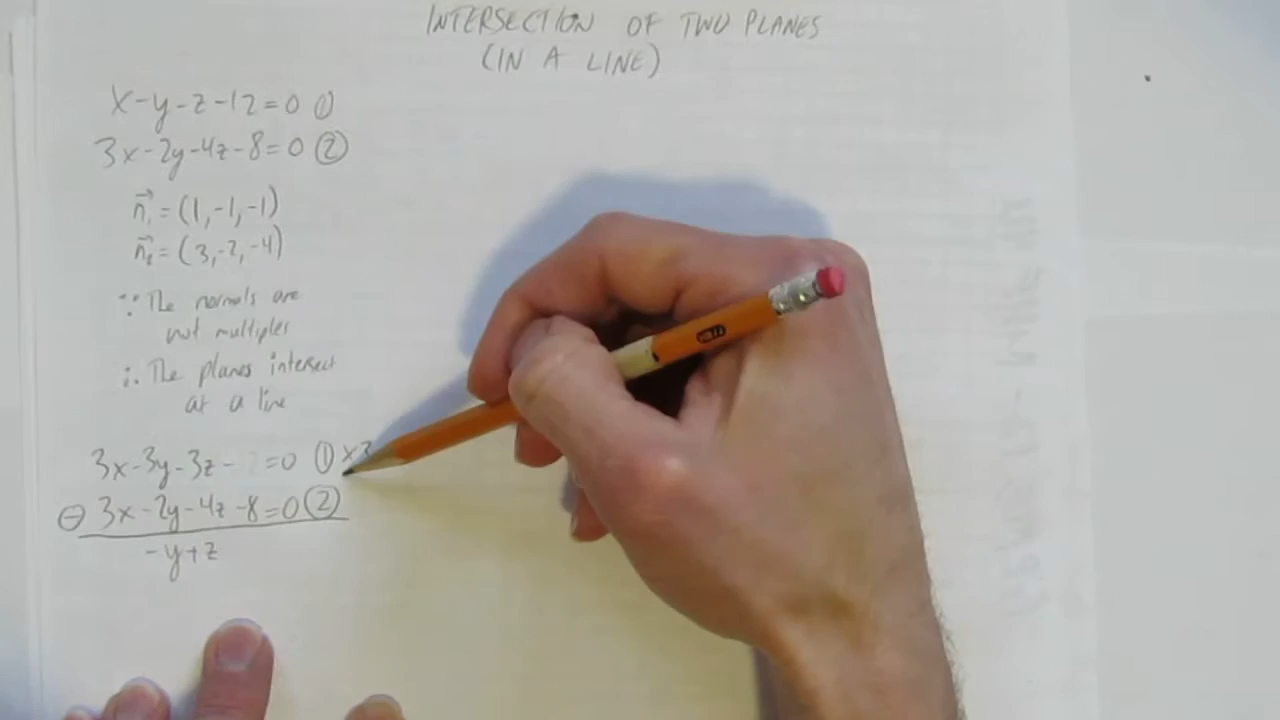 INTERSECTION OF TWO PLANES
(IN A LINE)
x-y-z-12=0 ①
3x-2y-4z-8=0 ②
n⃗₁=(1,-1,-1)
n⃗₂=(3,-2,-4)
∵ The normals are
not multiples
∴ The planes intersect
at a line
3x-3y-3z- =0 ①x3
⊖ 3x-2y-4z-8=0 ②
-y+z